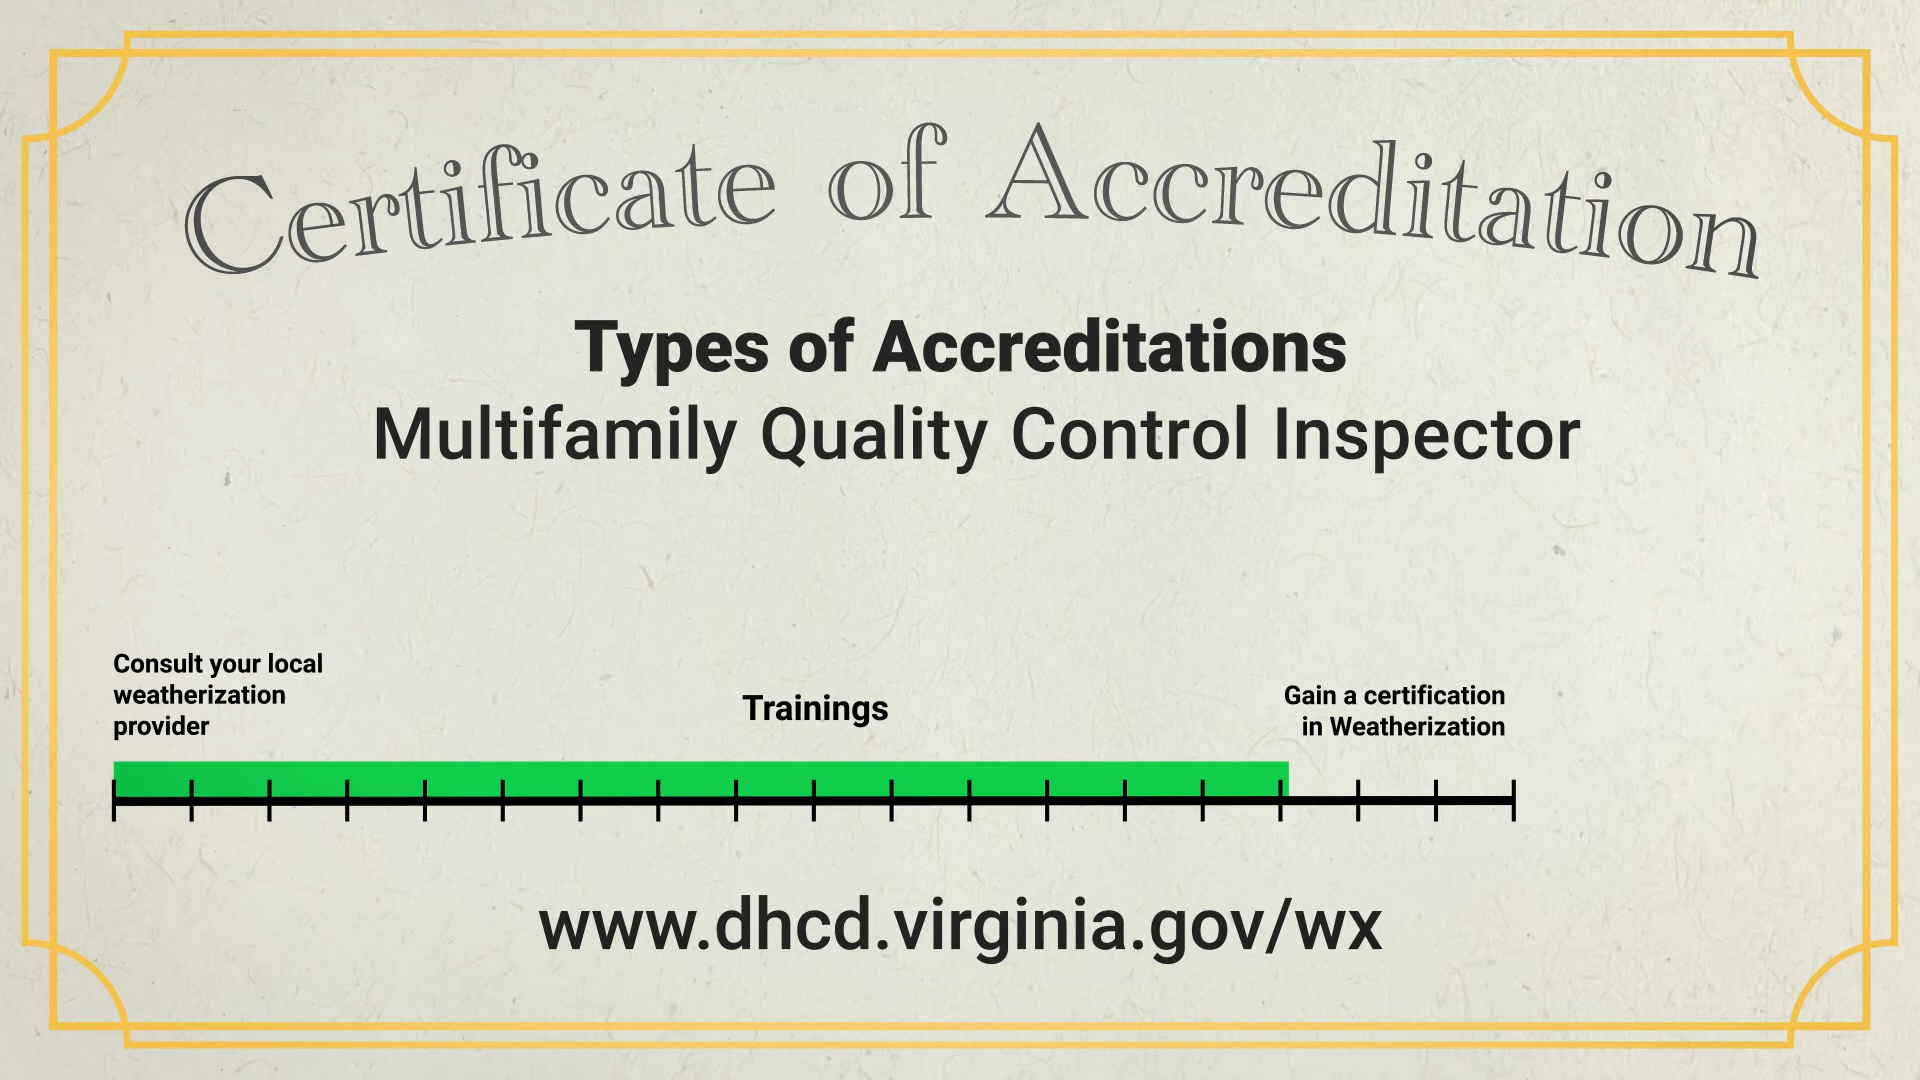 Certificate of Accreditation
Types of Accreditations
Multifamily Quality Control Inspector
Consult your local
weatherization
provider
Trainings
Gain a certification
in Weatherization
www.dhcd.virginia.gov/wx